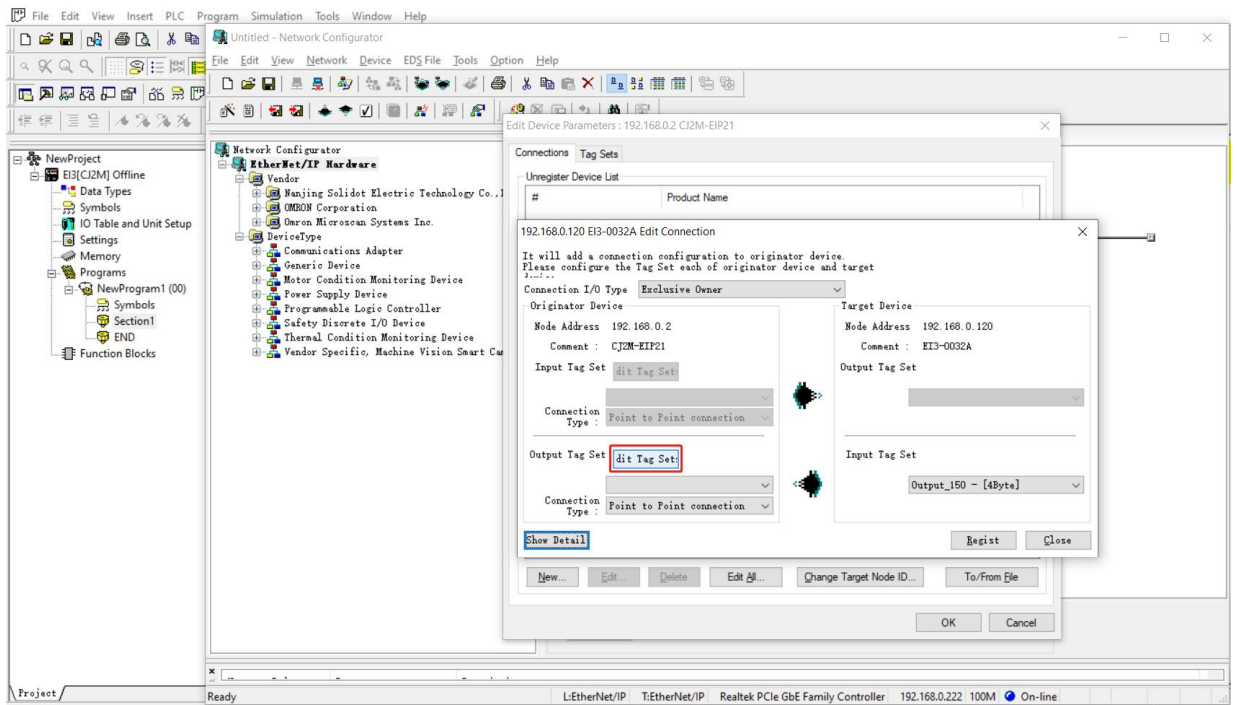 File Edit View Insert PLC Program Simulation Tools Window Help
Untitled - Network Configurator
File Edit View Network Device EDS File Tools Option Help
NewProject
EI3[CJ2M] Offline
Data Types
Symbols
IO Table and Unit Setup
Settings
Memory
Programs
NewProgram1 (00)
Symbols
Section1
END
Function Blocks
Project
Network Configurator
EtherNet/IP Hardware
Vendor
Nanjing Solidot Electric Technology Co.,
OMRON Corporation
Omron Microscan Systems Inc.
DeviceType
Communications Adapter
Generic Device
Motor Condition Monitoring Device
Power Supply Device
Programmable Logic Controller
Safety Discrete I/O Device
Thermal Condition Monitoring Device
Vendor Specific, Machine Vision Smart
Edit Device Parameters : 192.168.0.2 CJ2M-EIP21
Connections Tag Sets
Unregister Device List
# Product Name
192.168.0.120 EI3-0032A Edit Connection
It will add a connection configuration to originator device.
Please configure the Tag Set each of originator device and target
Connection I/O Type Exclusive Owner
Originator Device
Node Address 192.168.0.2
Comment : CJ2M-EIP21
Input Tag Set dit Tag Set:
Connection Type : Point to Point connection
Output Tag Set dit Tag Set:
Connection Type : Point to Point connection
Target Device
Node Address 192.168.0.120
Comment : EI3-0032A
Output Tag Set
Input Tag Set
Output_150 - [4Byte]
Show Detail Regist Close
New... Edit... Delete Edit All... Change Target Node ID... To/From File
OK Cancel
Ready L:EtherNet/IP T:EtherNet/IP Realtek PCIe GbE Family Controller 192.168.0.222 100M On-line